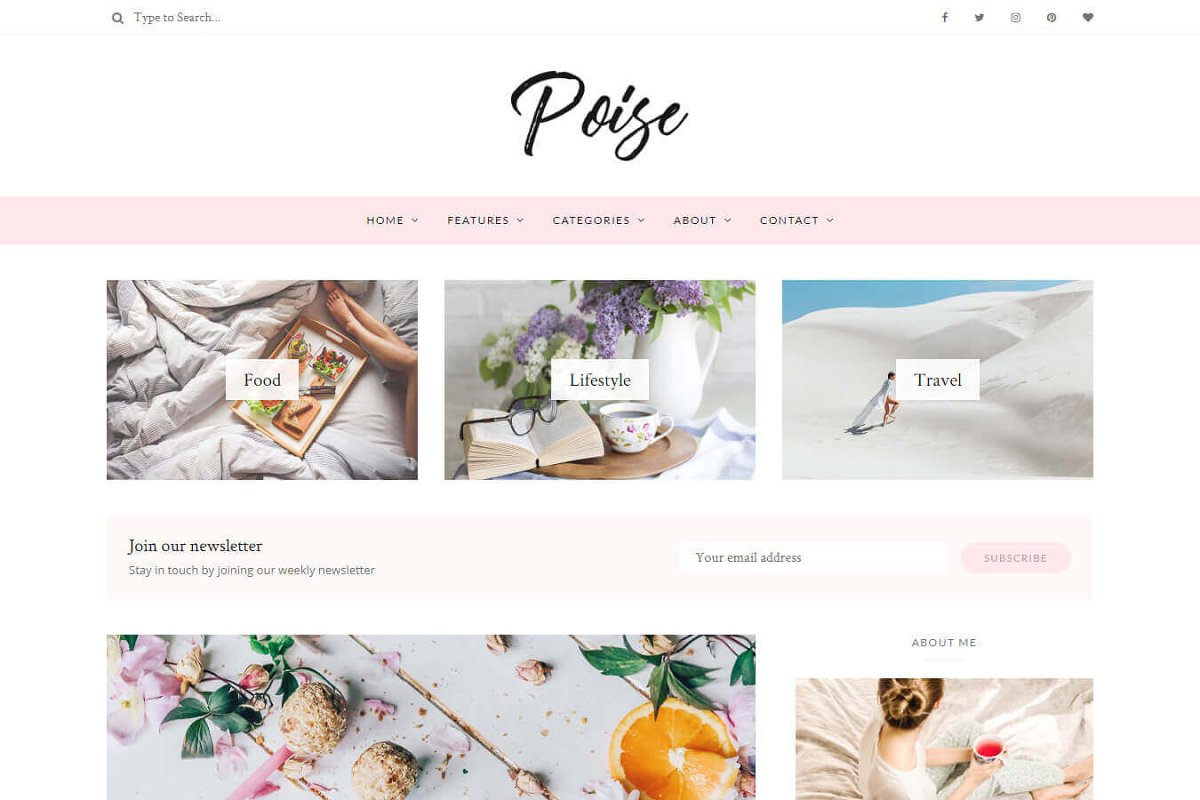 Type to Search...
Poise
HOME
FEATURES
CATEGORIES
ABOUT
CONTACT
Food
Lifestyle
Travel
Join our newsletter
Stay in touch by joining our weekly newsletter
Your email address
SUBSCRIBE
ABOUT ME